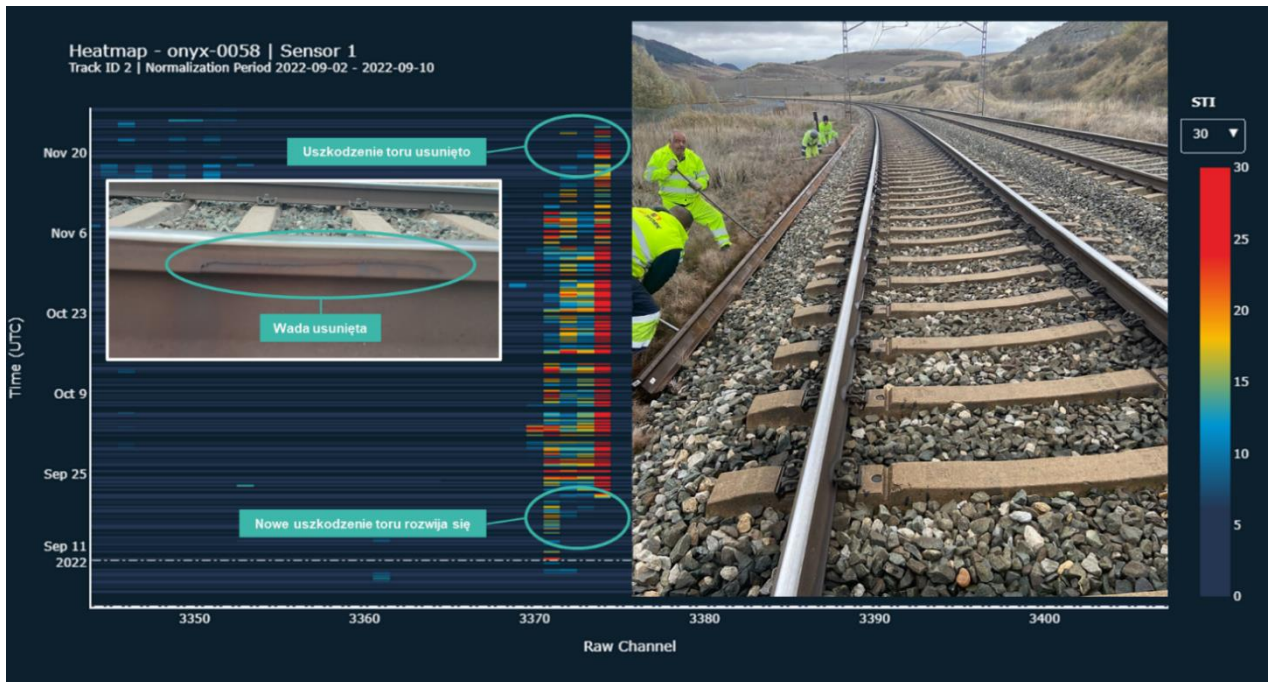 Heatmap - onyx-0058 | Sensor 1
Track ID 2 | Normalization Period 2022-09-02 - 2022-09-10
STI
30 ▼
Uszkodzenie toru usunięto
Wada usunięta
Nowe uszkodzenie toru rozwija się
Time (UTC)
Nov 20
Nov 6
Oct 23
Oct 9
Sep 25
Sep 11
2022
3350
3360
3370
3380
3390
3400
Raw Channel
30
25
20
15
10
5
0